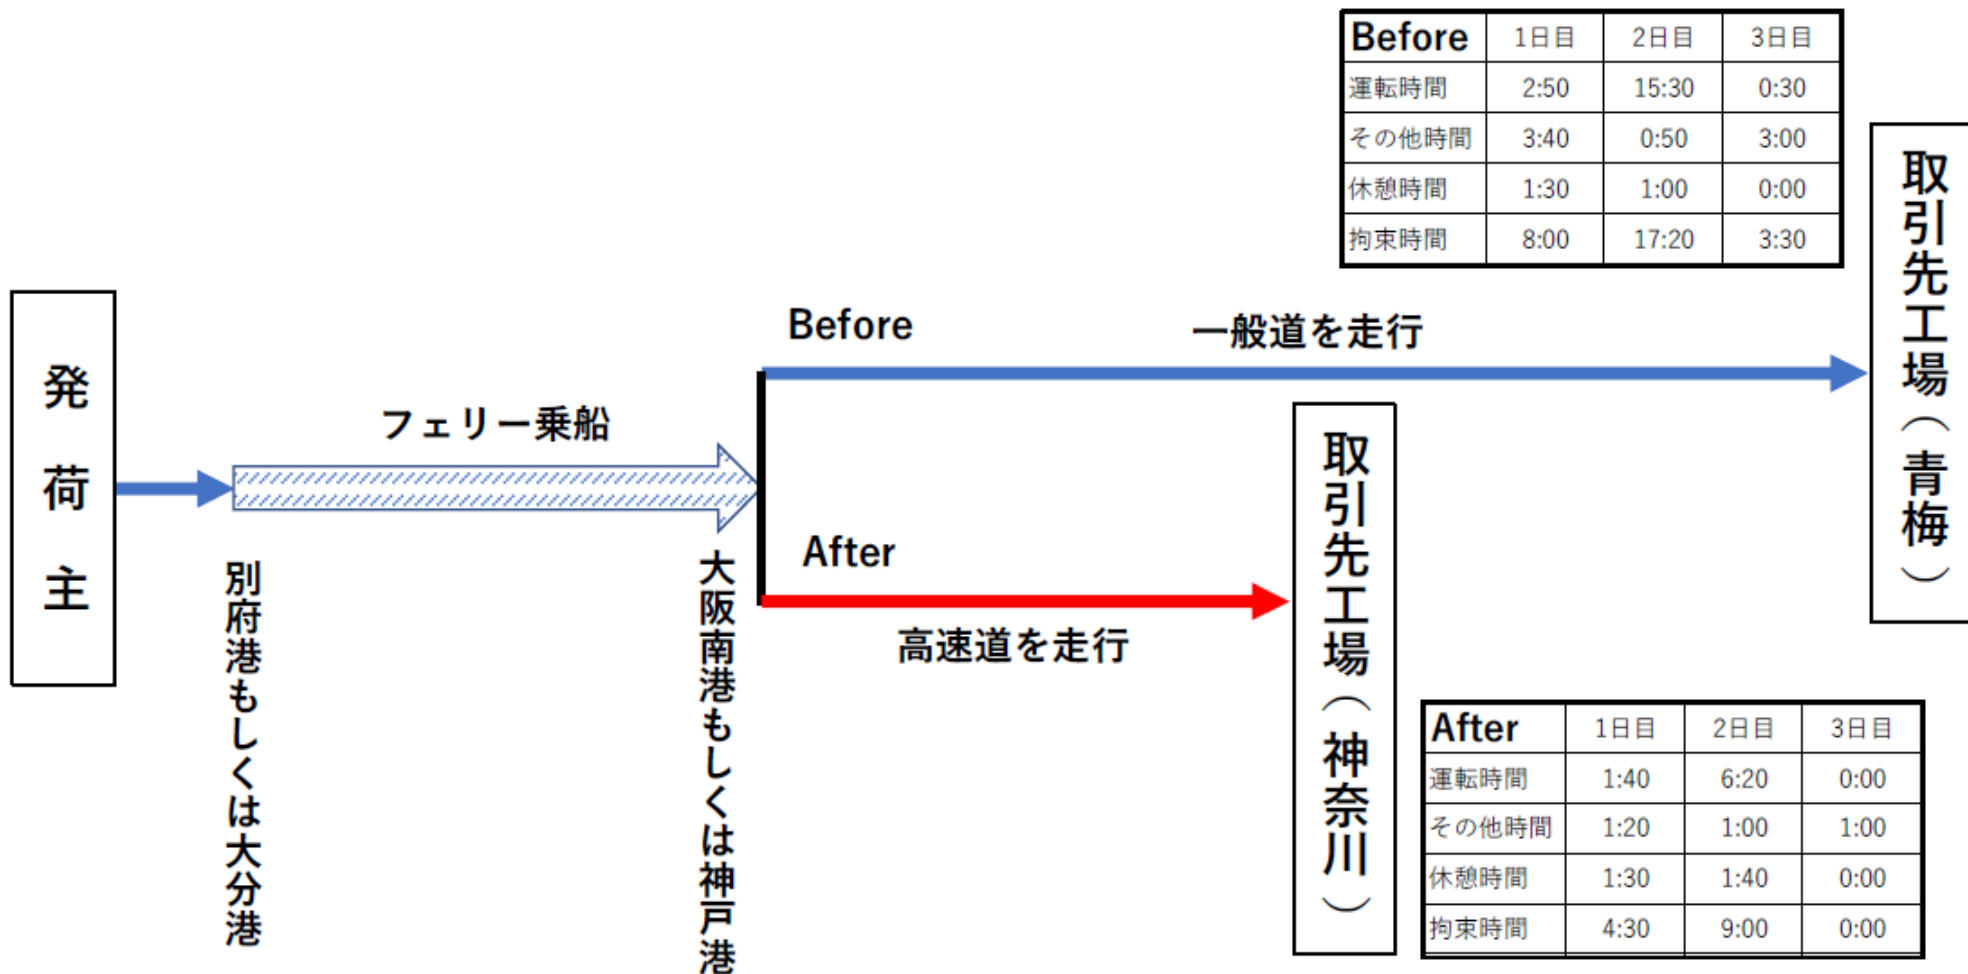 Before 1日目 2日目 3日目
運転時間 2:50 15:30 0:30
その他時間 3:40 0:50 3:00
休憩時間 1:30 1:00 0:00
拘束時間 8:00 17:20 3:30
発荷主
フェリー乗船
別府港もしくは大分港
大阪南港もしくは神戸港
Before
一般道を走行
取引先工場（青梅）
After
高速道を走行
取引先工場（神奈川）
After 1日目 2日目 3日目
運転時間 1:40 6:20 0:00
その他時間 1:20 1:00 1:00
休憩時間 1:30 1:40 0:00
拘束時間 4:30 9:00 0:00